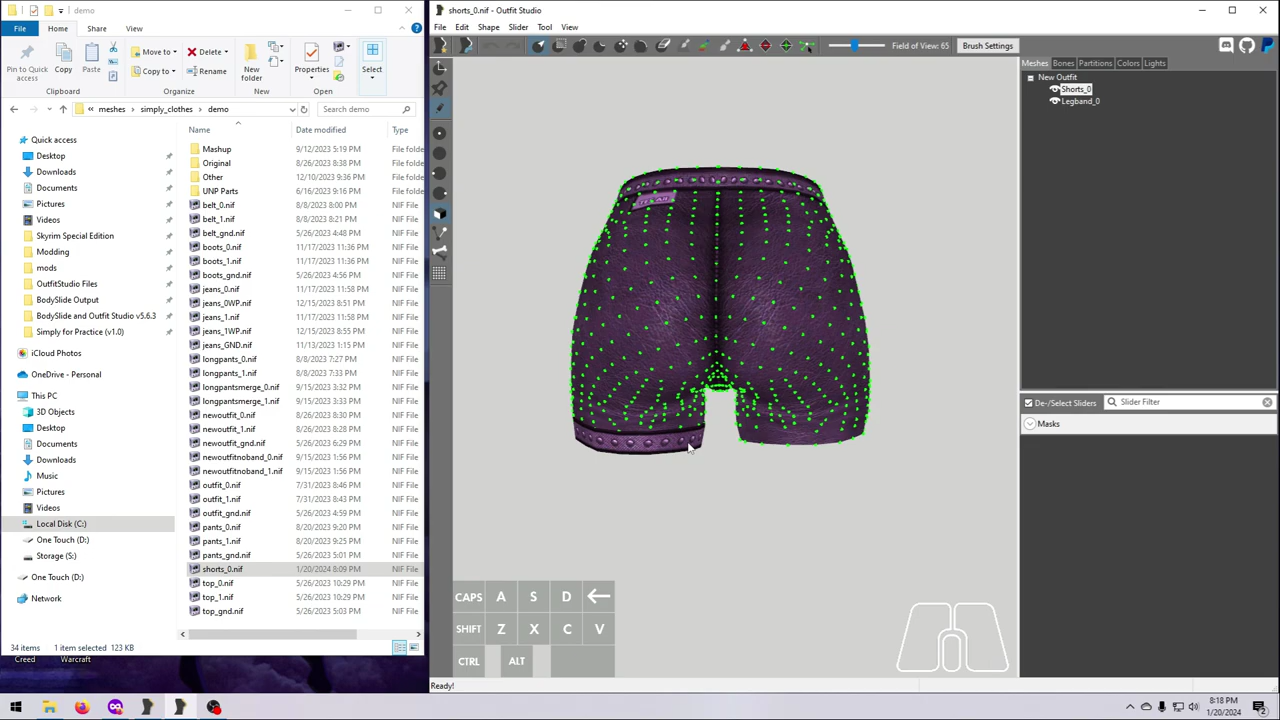 demo
File
Home
Share
View
Pin to Quick access
Copy
Paste
Move to
Copy to
Delete
Rename
New folder
Properties
Open
Select
Clipboard
Organize
New
Open
« meshes > simply_clothes > demo
Search demo
Name
Date modified
Type
Quick access
Desktop
Downloads
Documents
Pictures
Skyrim Special Edition
Modding
mods
OutfitStudio Files
BodySlide Output
BodySlide and Outfit Studio v5.6.3
Simply for Practice (v1.0)
iCloud Photos
OneDrive - Personal
This PC
3D Objects
Desktop
Documents
Downloads
Music
Pictures
Videos
Local Disk (C:)
One Touch (D:)
Storage (S:)
One Touch (D:)
Network
Mashup 9/12/2023 5:19 PM File folde
Original 8/26/2023 8:38 PM File folde
Other 12/10/2023 9:36 PM File folde
UNP Parts 6/16/2023 9:16 PM File folde
belt_0.nif 8/8/2023 8:00 PM NIF File
belt_1.nif 8/8/2023 8:21 PM NIF File
belt_gnd.nif 5/26/2023 4:48 PM NIF File
boots_0.nif 11/17/2023 11:36 PM NIF File
boots_1.nif 11/17/2023 11:36 PM NIF File
boots_gnd.nif 5/26/2023 4:56 PM NIF File
jeans_0.nif 11/17/2023 11:58 PM NIF File
jeans_0WP.nif 12/15/2023 8:51 PM NIF File
jeans_1.nif 11/17/2023 11:58 PM NIF File
jeans_1WP.nif 12/15/2023 8:55 PM NIF File
jeans_GND.nif 11/13/2023 1:15 PM NIF File
longpants_0.nif 8/8/2023 7:27 PM NIF File
longpants_1.nif 8/8/2023 7:33 PM NIF File
longpantsmerge_0.nif 9/15/2023 3:32 PM NIF File
longpantsmerge_1.nif 9/15/2023 3:33 PM NIF File
newoutfit_0.nif 8/26/2023 8:30 PM NIF File
newoutfit_1.nif 8/26/2023 8:28 PM NIF File
newoutfit_gnd.nif 5/26/2023 6:29 PM NIF File
newoutfitnoband_0.nif 9/15/2023 1:56 PM NIF File
newoutfitnoband_1.nif 9/15/2023 1:56 PM NIF File
outfit_0.nif 7/31/2023 8:46 PM NIF File
outfit_1.nif 7/31/2023 8:43 PM NIF File
outfit_gnd.nif 5/26/2023 4:59 PM NIF File
pants_0.nif 8/20/2023 9:20 PM NIF File
pants_1.nif 8/20/2023 9:25 PM NIF File
pants_gnd.nif 5/26/2023 5:01 PM NIF File
shorts_0.nif 1/20/2024 8:09 PM NIF File
top_0.nif 5/26/2023 10:29 PM NIF File
top_1.nif 5/26/2023 10:29 PM NIF File
top_gnd.nif 5/26/2023 5:03 PM NIF File
34 items 1 item selected 123 KB
Creed
Warcraft
shorts_0.nif - Outfit Studio
File Edit Shape Slider Tool View
Field of View: 65
Brush Settings
Meshes Bones Partitions Colors Lights
New Outfit
Shorts_0
Legband_0
De-/Select Sliders
Slider Filter
Masks
CAPS A S D ←
SHIFT Z X C V
CTRL ALT
Ready!
8:18 PM
1/20/2024
2